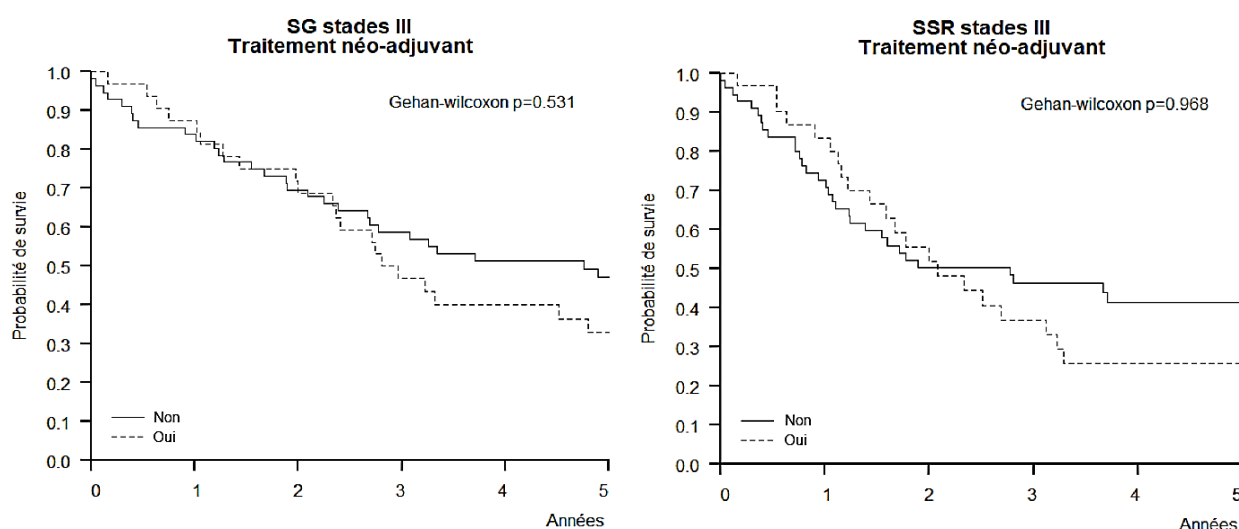 SG stades III
Traitement néo-adjuvant
Gehan-wilcoxon p=0.531
Probabilité de survie
1.0
0.9
0.8
0.7
0.6
0.5
0.4
0.3
0.2
0.1
0.0
Non
Oui
0 1 2 3 4 5
Années
SSR stades III
Traitement néo-adjuvant
Gehan-wilcoxon p=0.968
Probabilité de survie
1.0
0.9
0.8
0.7
0.6
0.5
0.4
0.3
0.2
0.1
0.0
Non
Oui
0 1 2 3 4 5
Années